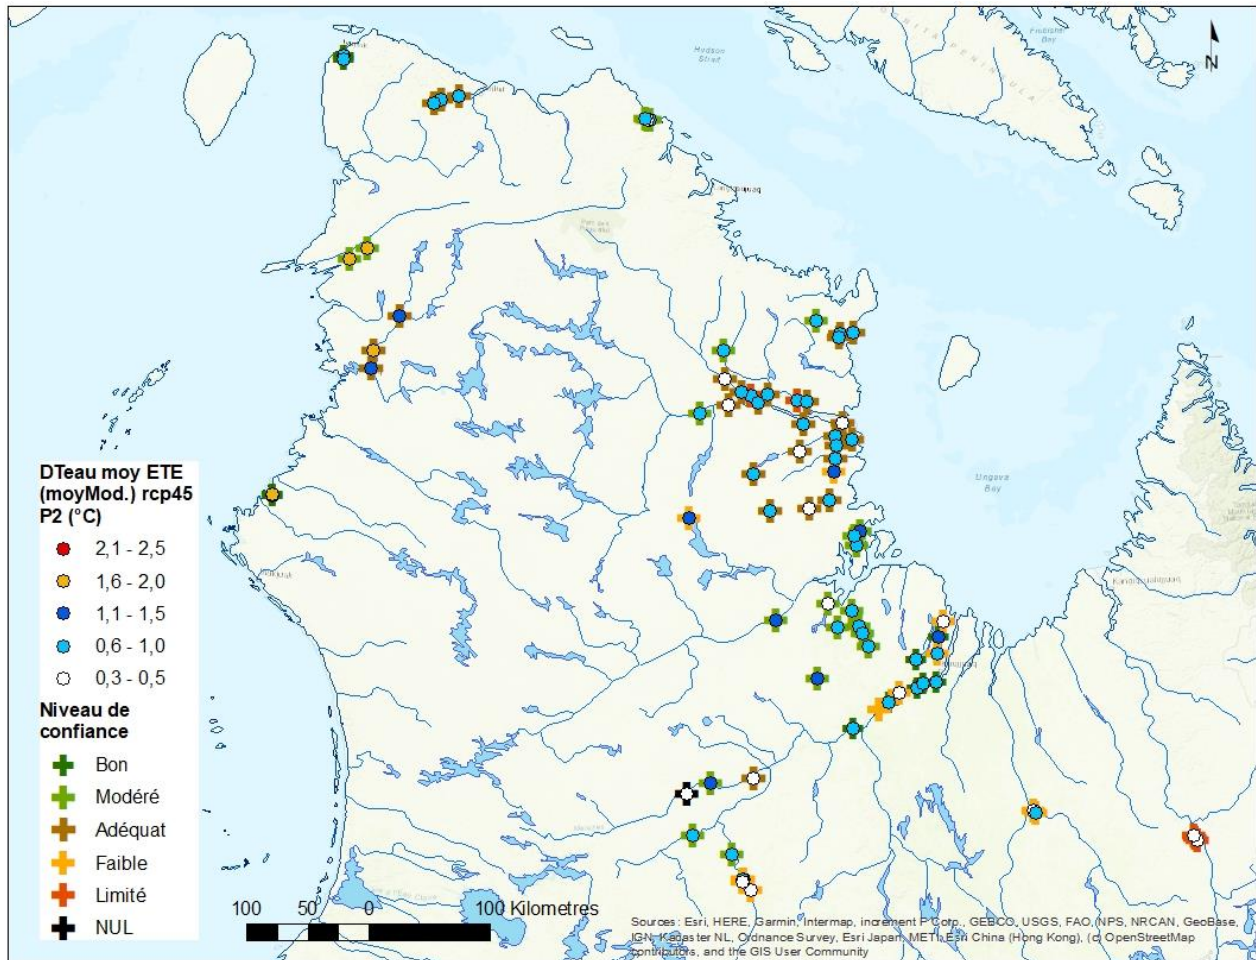 Hudson
Strait
Bay
PENINSULA
N
Ungava
Bay
DTeau moy ETE
(moyMod.) rcp45
P2 (°C)
2,1 - 2,5
1,6 - 2,0
1,1 - 1,5
0,6 - 1,0
0,3 - 0,5
Niveau de
confiance
Bon
Modéré
Adéquat
Faible
Limité
NUL
100 50 0 100 Kilometres
Sources: Esri, HERE, Garmin, Intermap, increment P Corp., GEBCO, USGS, FAO, NPS, NRCAN, GeoBase,
IGN, Kadaster NL, Ordnance Survey, Esri Japan, METI, Esri China (Hong Kong), (c) OpenStreetMap
contributors, and the GIS User Community